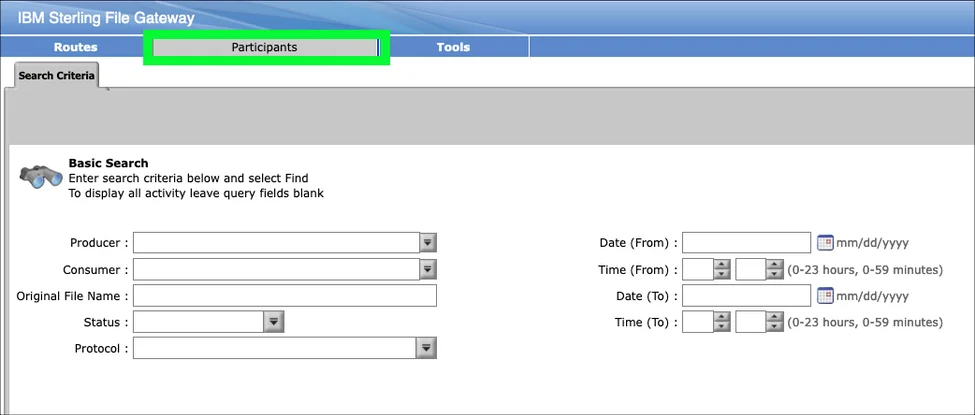 IBM Sterling File Gateway
Routes Participants Tools
Search Criteria
Basic Search
Enter search criteria below and select Find
To display all activity leave query fields blank
Producer :
Consumer :
Original File Name :
Status :
Protocol :
Date (From) : mm/dd/yyyy
Time (From) : (0-23 hours, 0-59 minutes)
Date (To) : mm/dd/yyyy
Time (To) : (0-23 hours, 0-59 minutes)